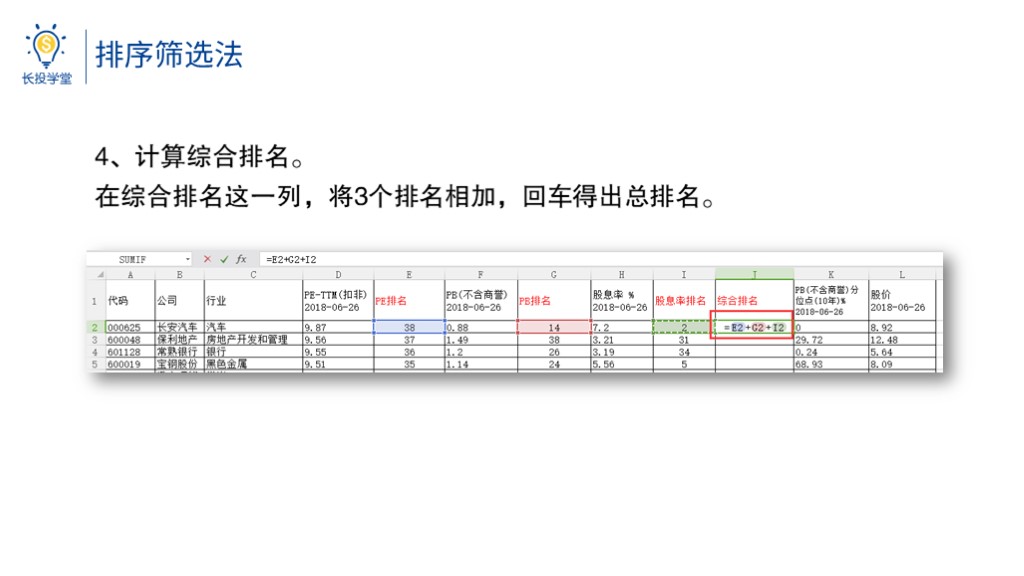 长投学堂
排序筛选法
4、计算综合排名。
在综合排名这一列，将3个排名相加，回车得出总排名。
SUMIF × ✓ fx =E2+G2+I2
A B C D E F G H I J K L
1 代码 公司 行业 PE-TTM(扣非) 2018-06-26 PE排名 PB(不含商誉) 2018-06-26 PB排名 股息率 % 2018-06-26 股息率排名 综合排名 PB(不含商誉)分位点(10年)% 2018-06-26 股价 2018-06-26
2 000625 长安汽车 汽车 9.87 38 0.88 14 7.2 2 =E2+G2+I2 0 8.92
3 600048 保利地产 房地产开发和管理 9.56 37 1.49 38 3.21 31 29.72 12.48
4 601128 常熟银行 银行 9.55 36 1.2 26 3.19 34 0.24 5.64
5 600019 宝钢股份 黑色金属 9.51 35 1.14 24 5.56 5 68.93 8.09